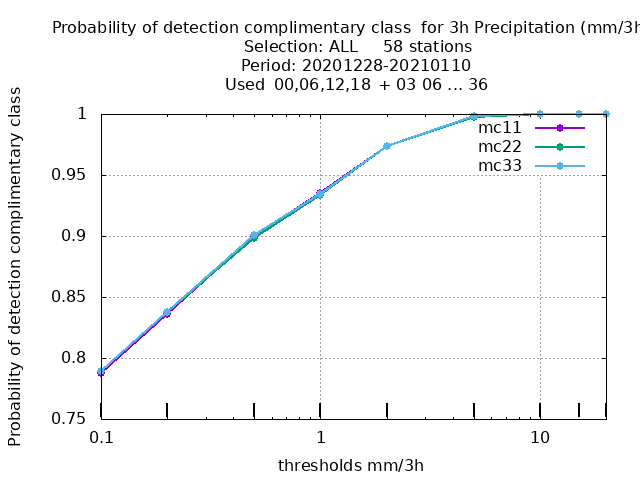 Probability of detection complimentary class for 3h Precipitation (mm/3h
Selection: ALL 58 stations
Period: 20201228-20210110
Used 00,06,12,18 + 03 06 ... 36
Probability of detection complimentary class
1
0.95
0.9
0.85
0.8
0.75
mc11
mc22
mc33
0.1
1
10
thresholds mm/3h